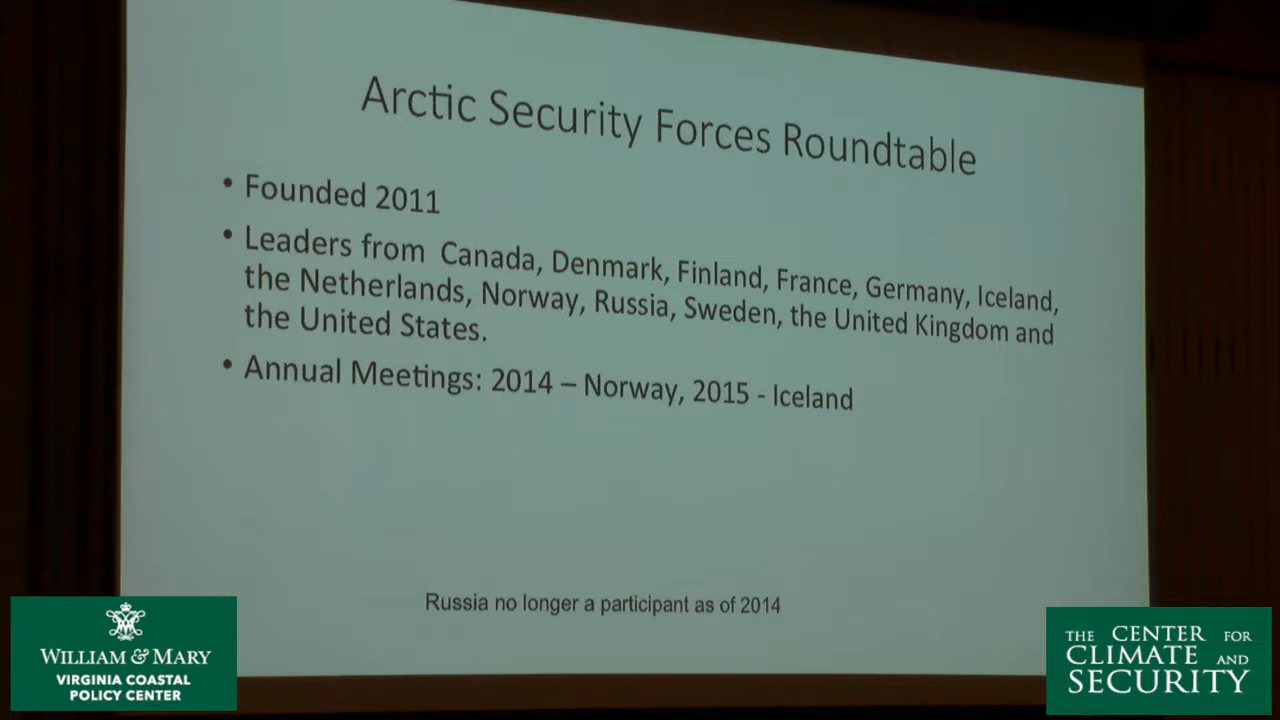 Arctic Security Forces Roundtable
• Founded 2011
• Leaders from Canada, Denmark, Finland, France, Germany, Iceland,
the Netherlands, Norway, Russia, Sweden, the United Kingdom and
the United States.
• Annual Meetings: 2014 – Norway, 2015 - Iceland
Russia no longer a participant as of 2014
WILLIAM & MARY
VIRGINIA COASTAL
POLICY CENTER
THE CENTER FOR
CLIMATE AND
SECURITY